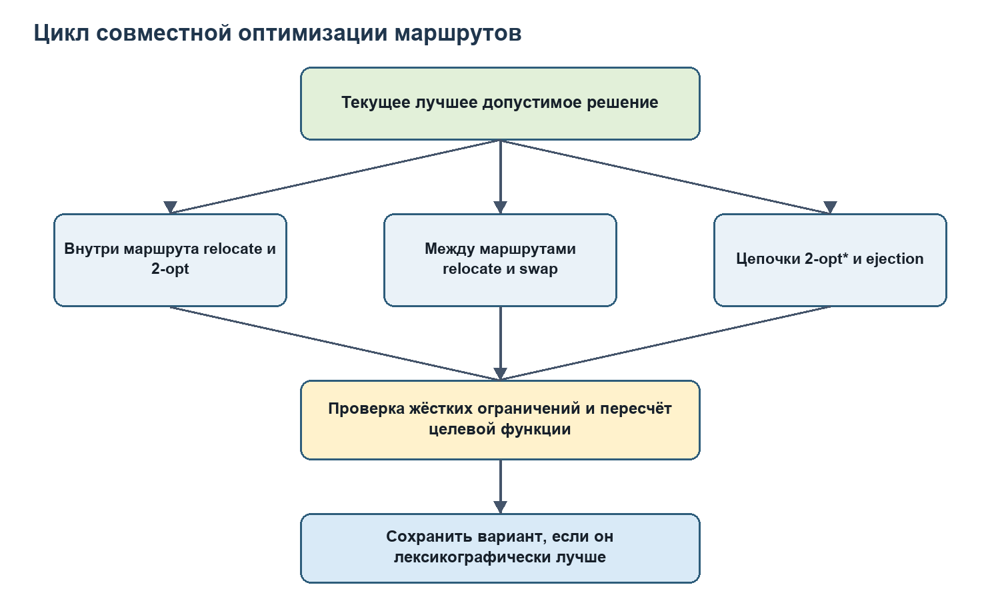 Цикл совместной оптимизации маршрутов
Текущее лучшее допустимое решение
Внутри маршрута relocate и
2-opt
Между маршрутами
relocate и swap
Цепочки 2-opt* и ejection
Проверка жёстких ограничений и пересчёт
целевой функции
Сохранить вариант, если он
лексикографически лучше